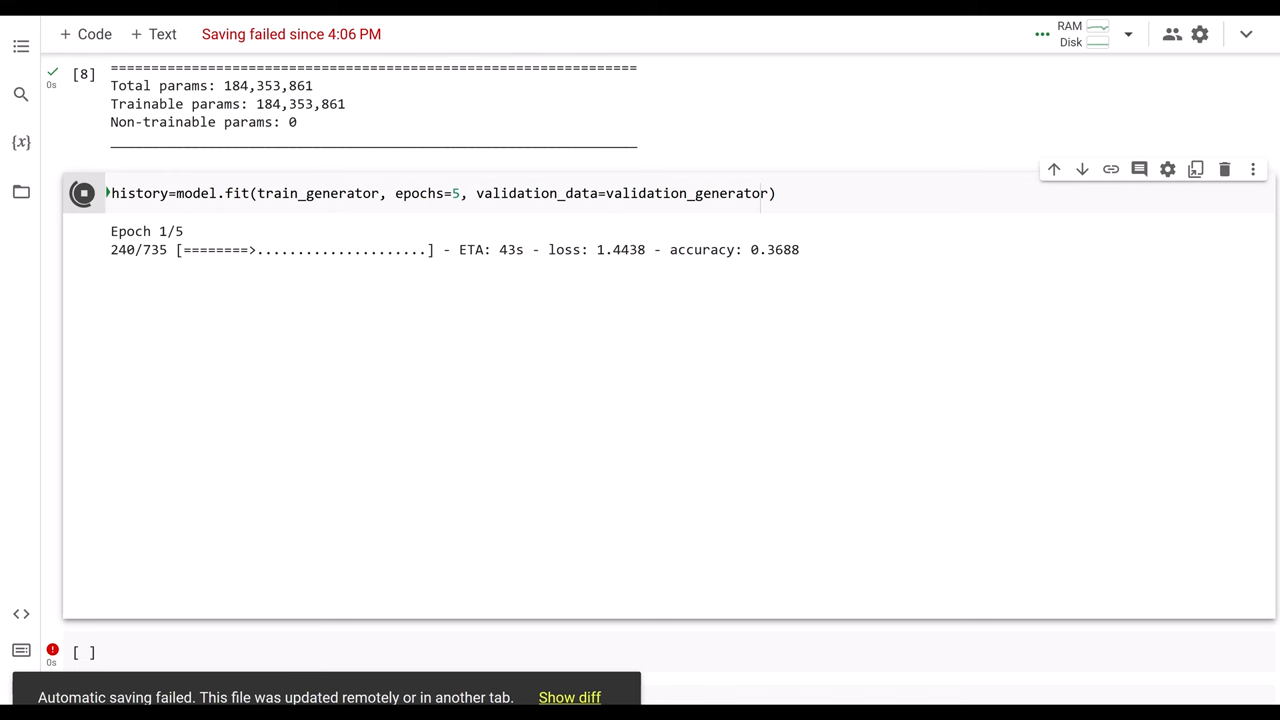 + Code + Text Saving failed since 4:06 PM RAM Disk
[8] =================================================================
0s Total params: 184,353,861
Trainable params: 184,353,861
Non-trainable params: 0
_________________________________________________________________
history=model.fit(train_generator, epochs=5, validation_data=validation_generator)
Epoch 1/5
240/735 [========>.....................] - ETA: 43s - loss: 1.4438 - accuracy: 0.3688
{x}
<>
[ ]
0s
Automatic saving failed. This file was updated remotely or in another tab. Show diff